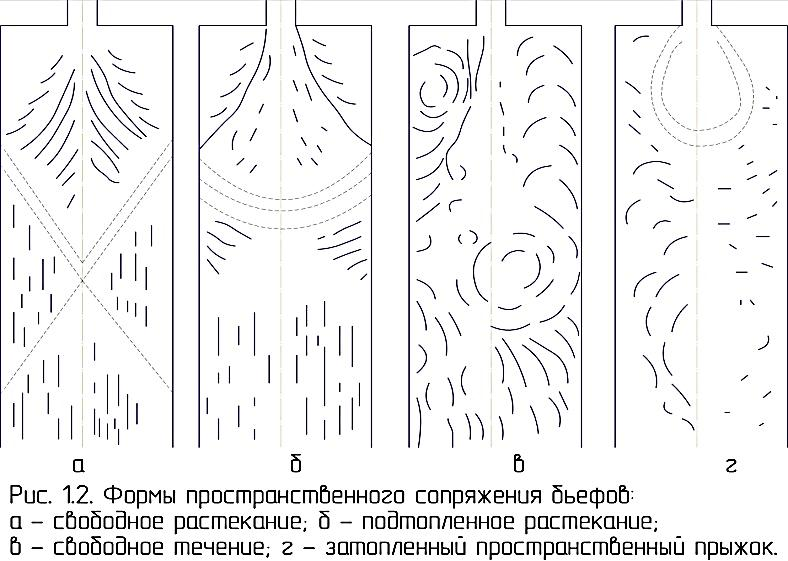 а б в г
Рис. 1.2. Формы пространственного сопряжения бьефов:
а – свободное растекание; б – подтопленное растекание;
в – свободное течение; г – затопленный пространственный прыжок.